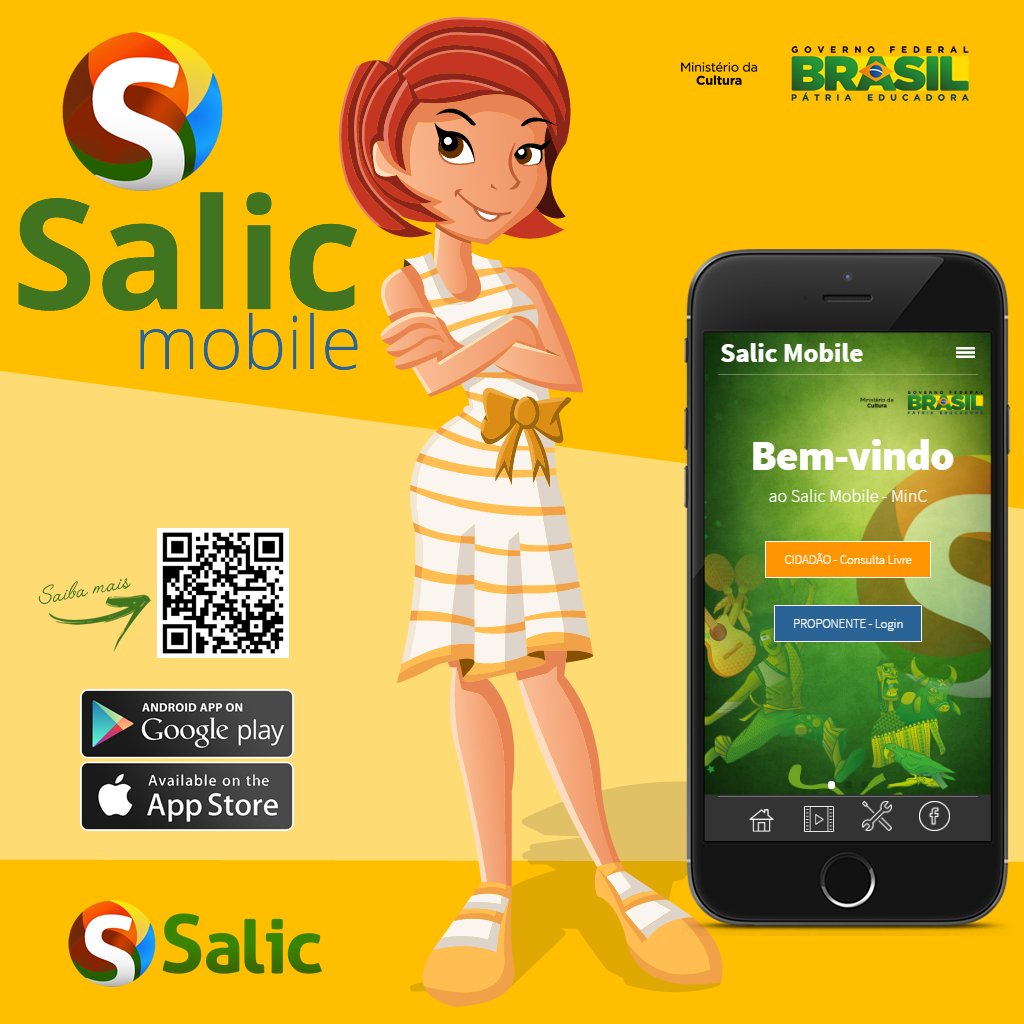 S
Salic
mobile
Ministério da
Cultura
GOVERNO FEDERAL
BRASIL
PÁTRIA EDUCADORA
Salic Mobile
Ministério da
Cultura
GOVERNO FEDERAL
BRASIL
PÁTRIA EDUCADORA
Bem-vindo
ao Salic Mobile - MinC
CIDADÃO - Consulta Livre
PROPONENTE - Login
Saiba mais
ANDROID APP ON
Google play
Available on the
App Store
S Salic